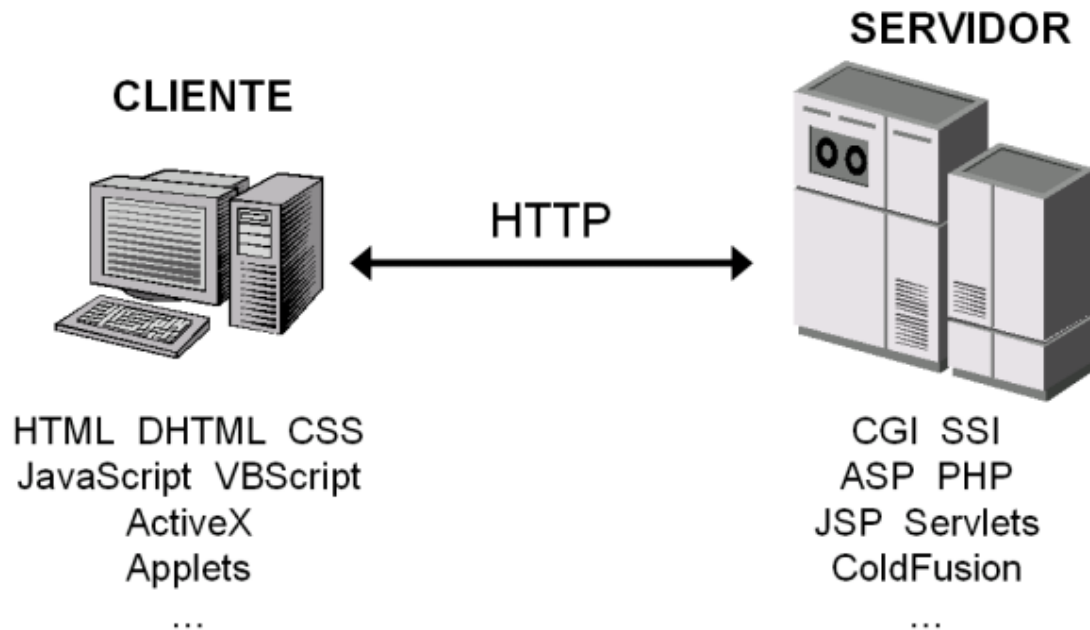 SERVIDOR
CLIENTE
HTTP
HTML DHTML CSS
JavaScript VBScript
ActiveX
Applets
...
CGI SSI
ASP PHP
JSP Servlets
ColdFusion
...